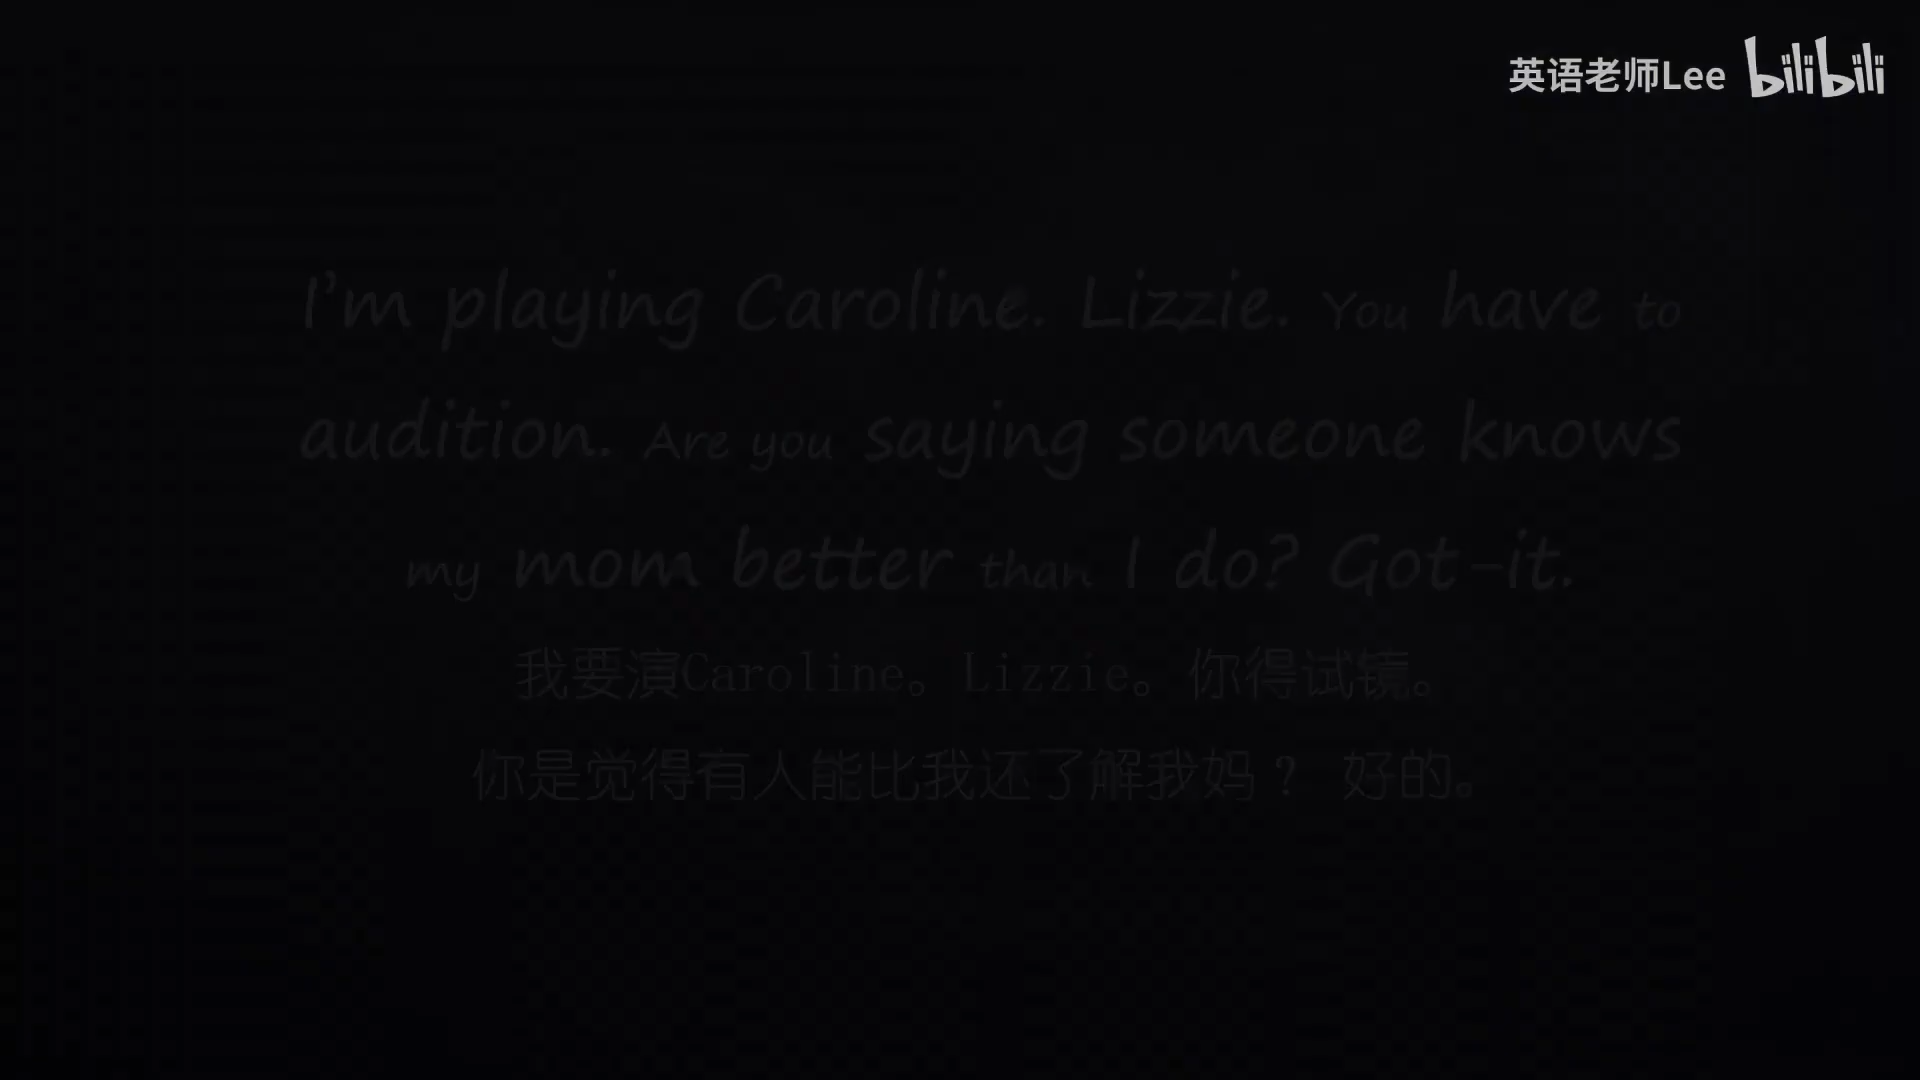 英语老师Lee bilibili
I'm playing Caroline. Lizzie. You have to
audition. Are you saying someone knows
my mom better than I do? Got-it.
我要演Caroline。Lizzie。你得试镜。
你是觉得有人能比我还了解我妈？ 好的。